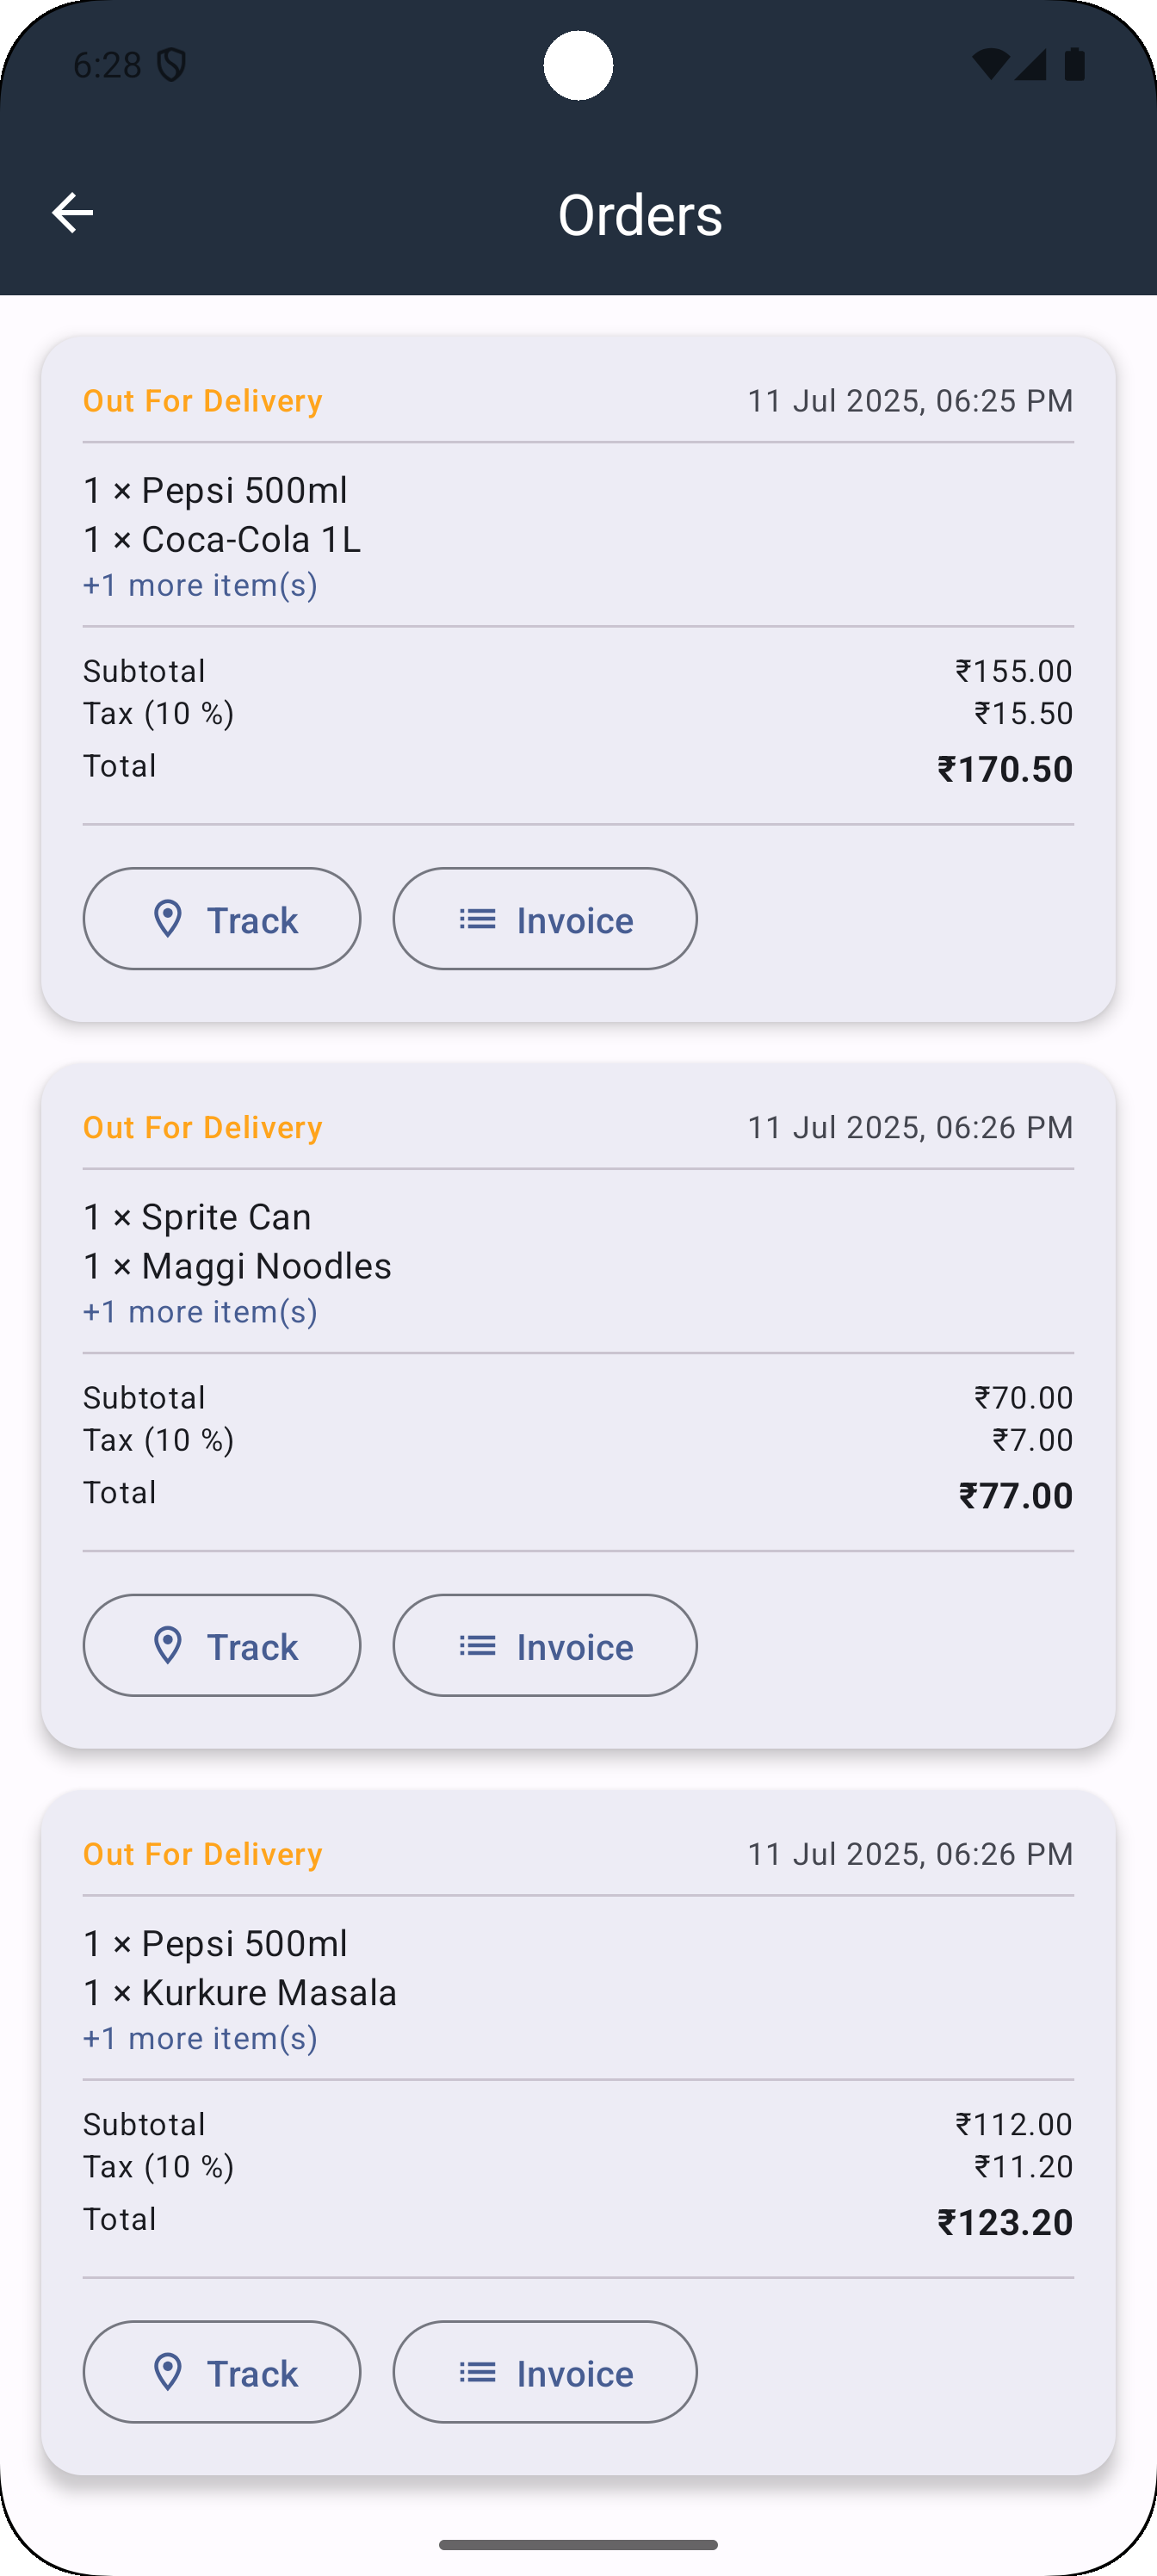 6:28
Orders
Out For Delivery 11 Jul 2025, 06:25 PM
1 × Pepsi 500ml
1 × Coca-Cola 1L
+1 more item(s)
Subtotal ₹155.00
Tax (10 %) ₹15.50
Total ₹170.50
Track Invoice
Out For Delivery 11 Jul 2025, 06:26 PM
1 × Sprite Can
1 × Maggi Noodles
+1 more item(s)
Subtotal ₹70.00
Tax (10 %) ₹7.00
Total ₹77.00
Track Invoice
Out For Delivery 11 Jul 2025, 06:26 PM
1 × Pepsi 500ml
1 × Kurkure Masala
+1 more item(s)
Subtotal ₹112.00
Tax (10 %) ₹11.20
Total ₹123.20
Track Invoice